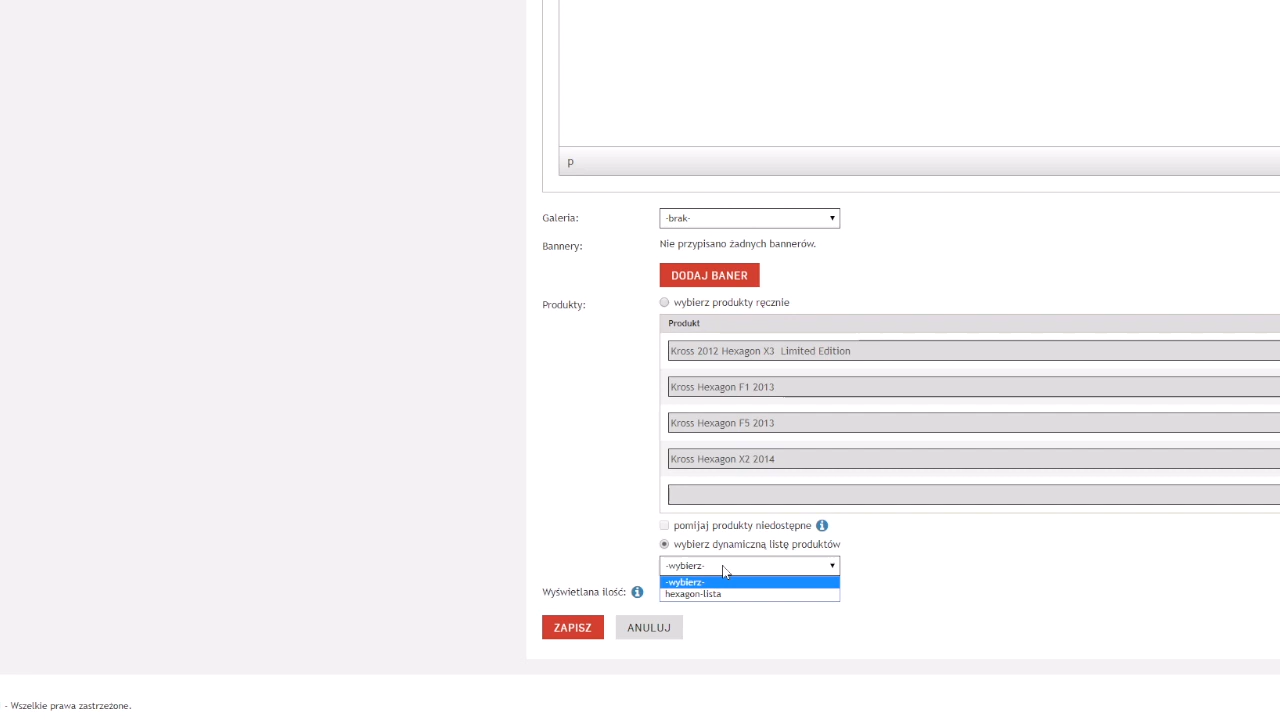 p
Galeria: -brak-
Bannery: Nie przypisano żadnych bannerów.
DODAJ BANER
Produkty: wybierz produkty ręcznie
Produkt
Kross 2012 Hexagon X3 Limited Edition
Kross Hexagon F1 2013
Kross Hexagon F5 2013
Kross Hexagon X2 2014
pomijaj produkty niedostępne
wybierz dynamiczną listę produktów
-wybierz-
-wybierz-
Wyświetlana ilość: hexagon-lista
ZAPISZ ANULUJ
- Wszelkie prawa zastrzeżone.